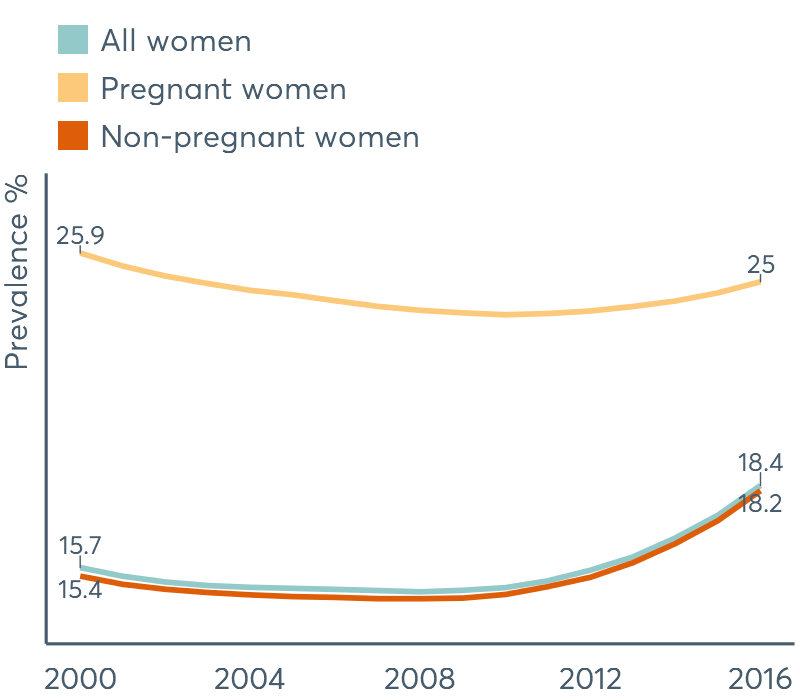 All women
Pregnant women
Non-pregnant women
Prevalence %
25.9
25
18.4
18.2
15.7
15.4
2000 2004 2008 2012 2016